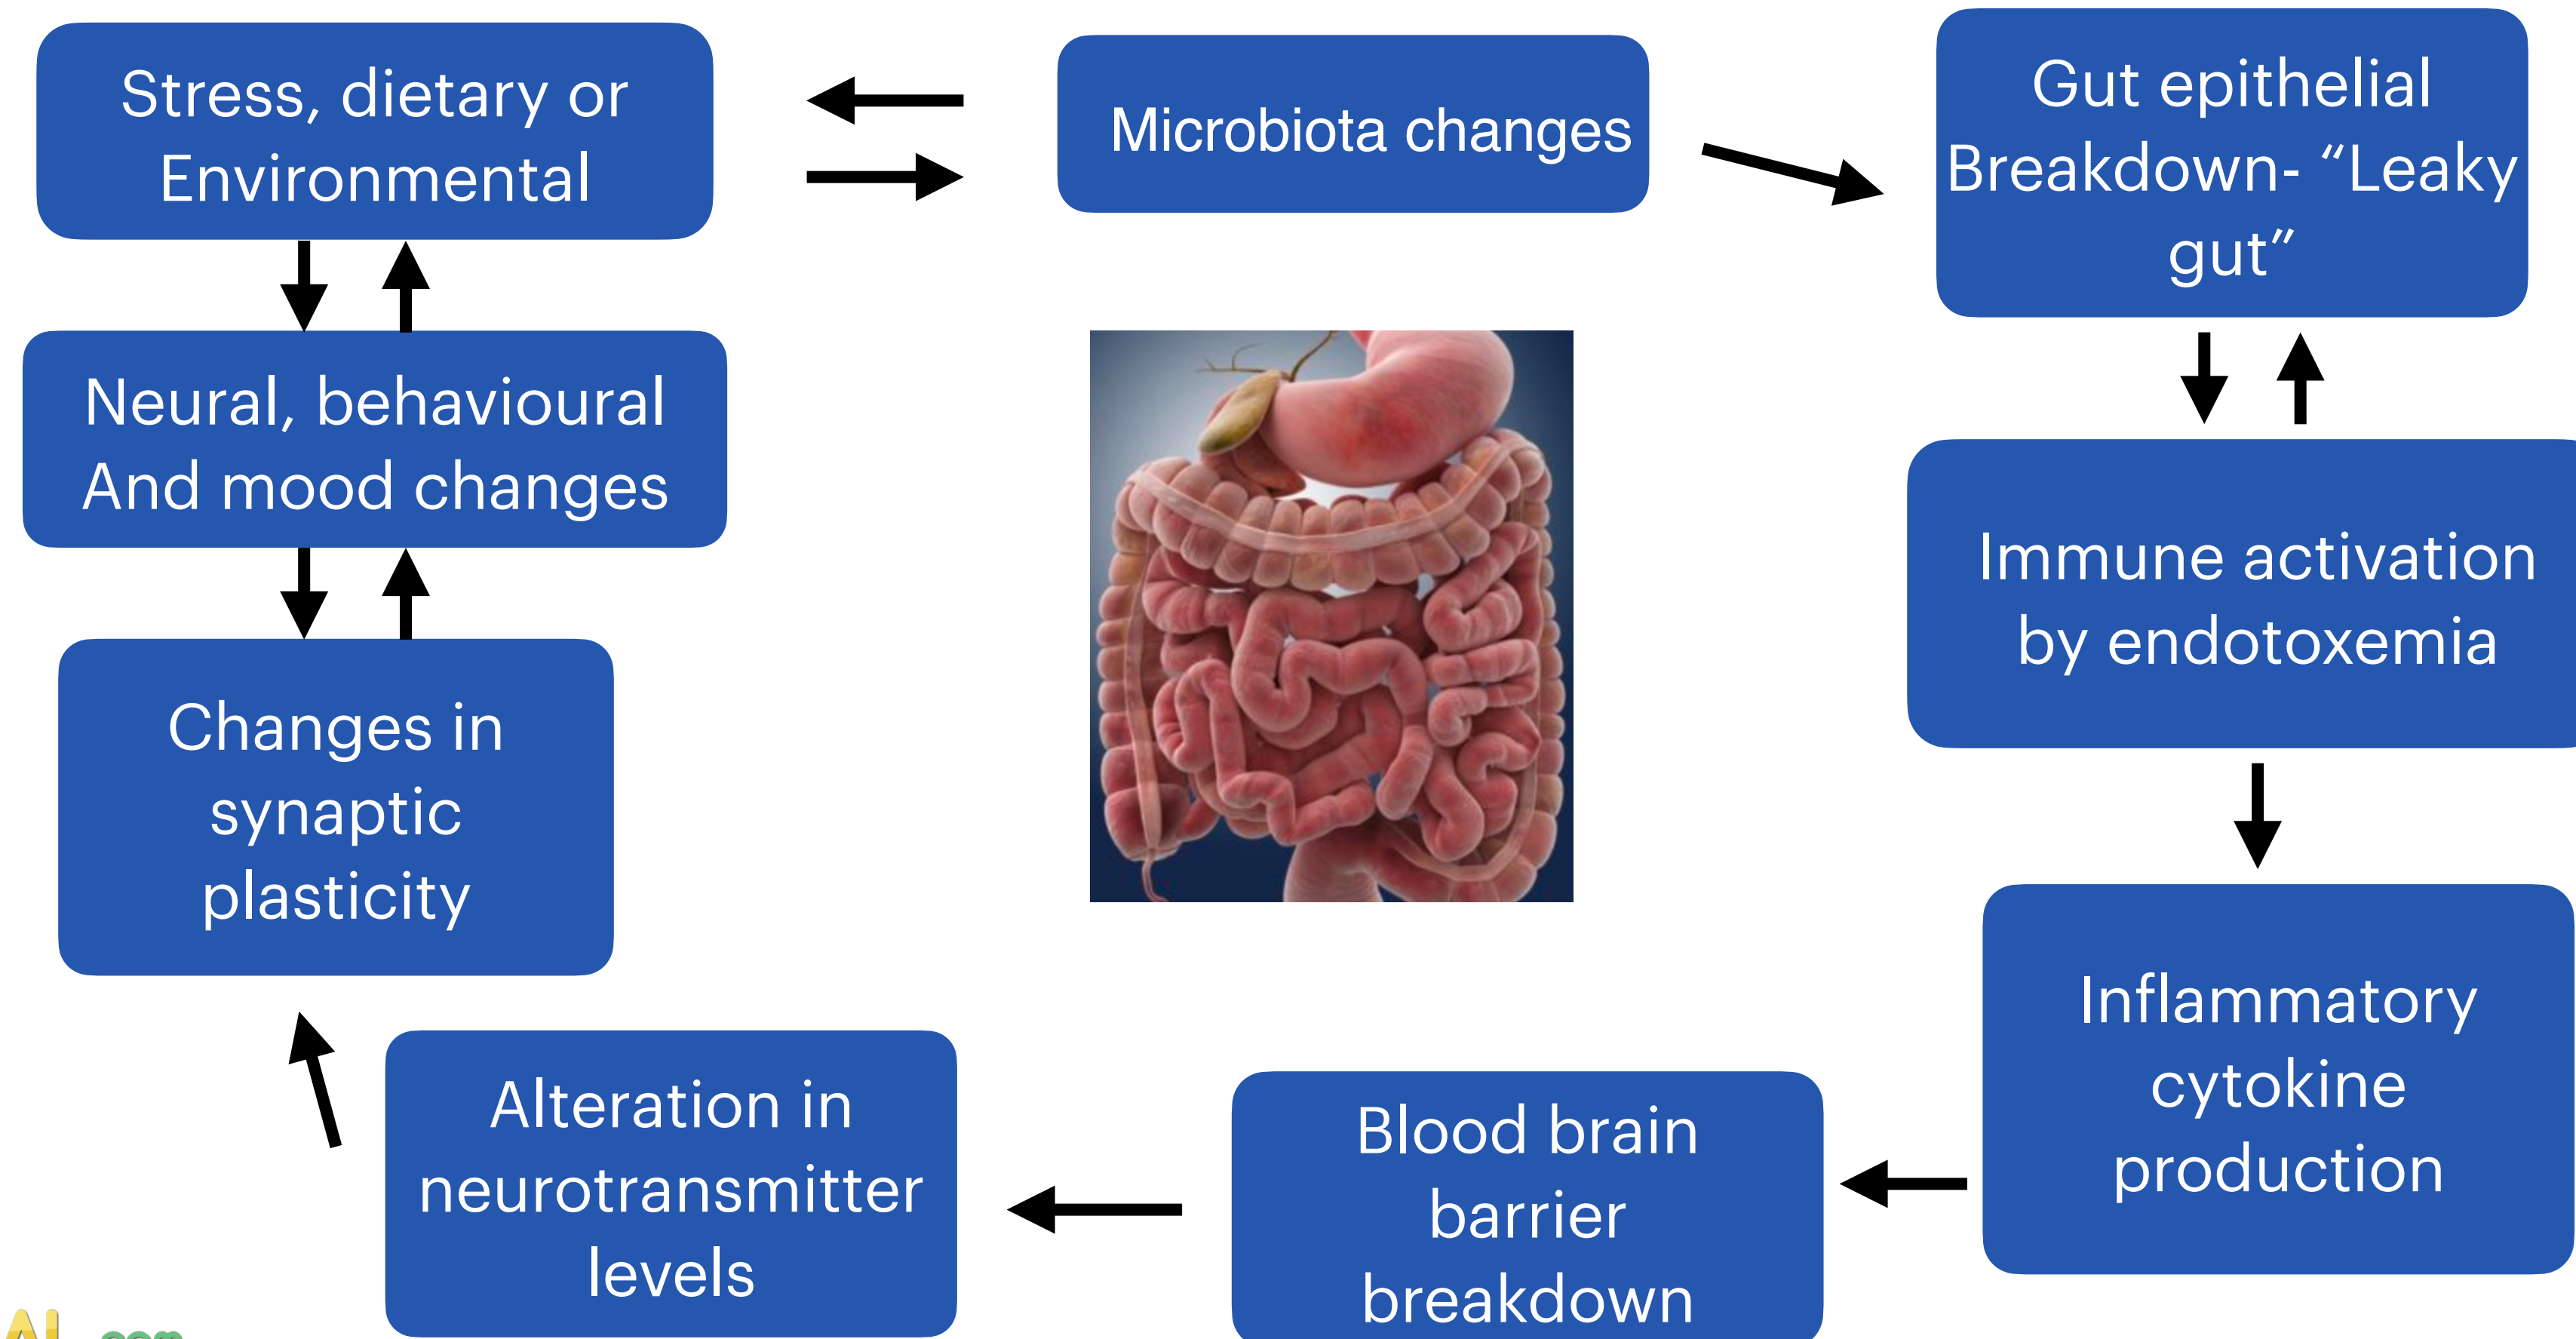 Stress, dietary or
Environmental
Microbiota changes
Gut epithelial
Breakdown- “Leaky
gut”
Neural, behavioural
And mood changes
Immune activation
by endotoxemia
Changes in
synaptic
plasticity
Inflammatory
cytokine
production
Blood brain
barrier
breakdown
Alteration in
neurotransmitter
levels